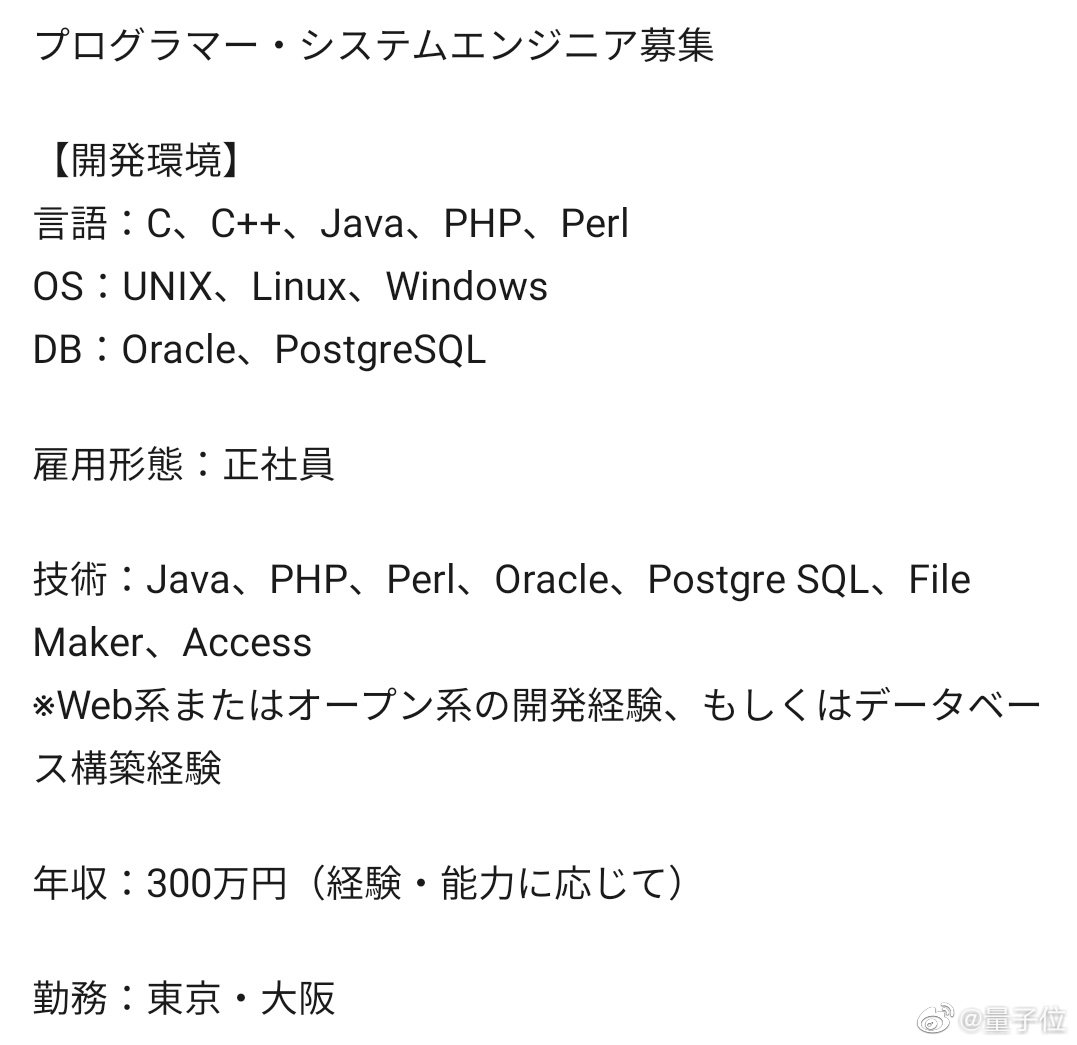 プログラマー・システムエンジニア募集
【開発環境】
言語：C、C++、Java、PHP、Perl
OS：UNIX、Linux、Windows
DB：Oracle、PostgreSQL
雇用形態：正社員
技術：Java、PHP、Perl、Oracle、Postgre SQL、File
Maker、Access
※Web系またはオープン系の開発経験、もしくはデータベー
ス構築経験
年収：300万円（経験・能力に応じて）
勤務：東京・大阪
@量子位